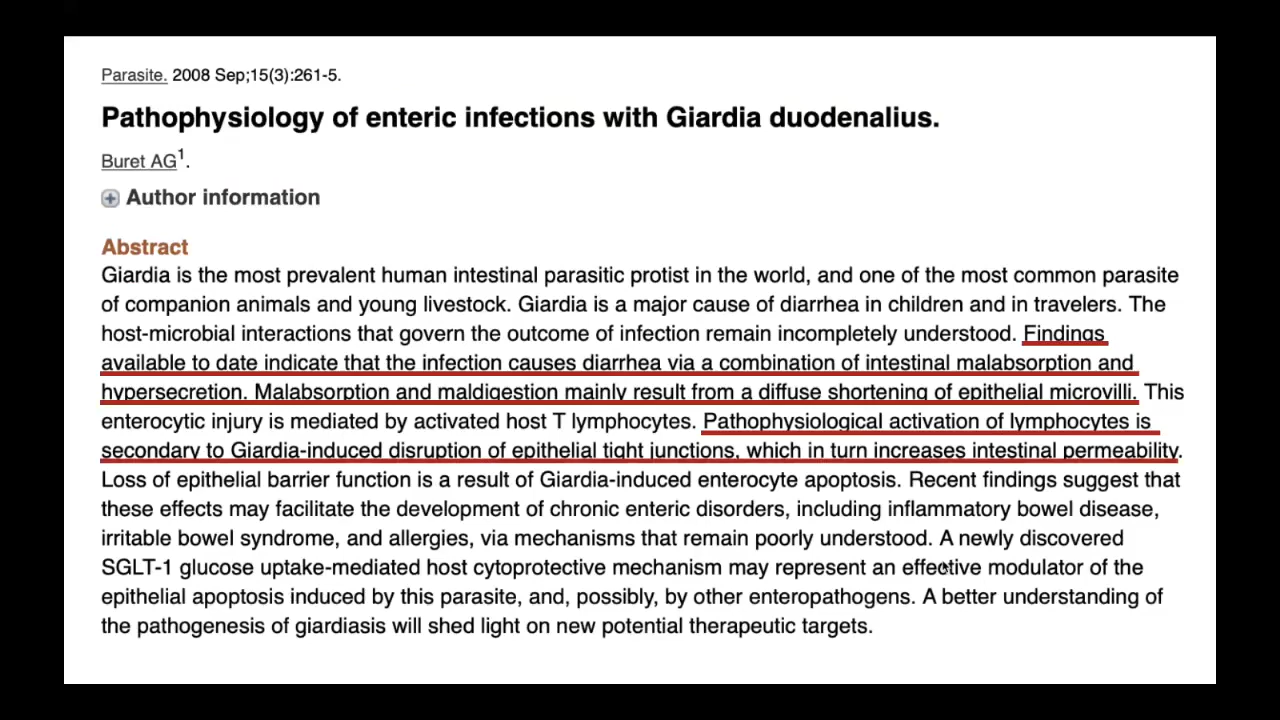 Parasite. 2008 Sep;15(3):261-5.
Pathophysiology of enteric infections with Giardia duodenalius.
Buret AG1.
Author information
Abstract
Giardia is the most prevalent human intestinal parasitic protist in the world, and one of the most common parasite
of companion animals and young livestock. Giardia is a major cause of diarrhea in children and in travelers. The
host-microbial interactions that govern the outcome of infection remain incompletely understood. Findings
available to date indicate that the infection causes diarrhea via a combination of intestinal malabsorption and
hypersecretion. Malabsorption and maldigestion mainly result from a diffuse shortening of epithelial microvilli. This
enterocytic injury is mediated by activated host T lymphocytes. Pathophysiological activation of lymphocytes is
secondary to Giardia-induced disruption of epithelial tight junctions, which in turn increases intestinal permeability.
Loss of epithelial barrier function is a result of Giardia-induced enterocyte apoptosis. Recent findings suggest that
these effects may facilitate the development of chronic enteric disorders, including inflammatory bowel disease,
irritable bowel syndrome, and allergies, via mechanisms that remain poorly understood. A newly discovered
SGLT-1 glucose uptake-mediated host cytoprotective mechanism may represent an effective modulator of the
epithelial apoptosis induced by this parasite, and, possibly, by other enteropathogens. A better understanding of
the pathogenesis of giardiasis will shed light on new potential therapeutic targets.